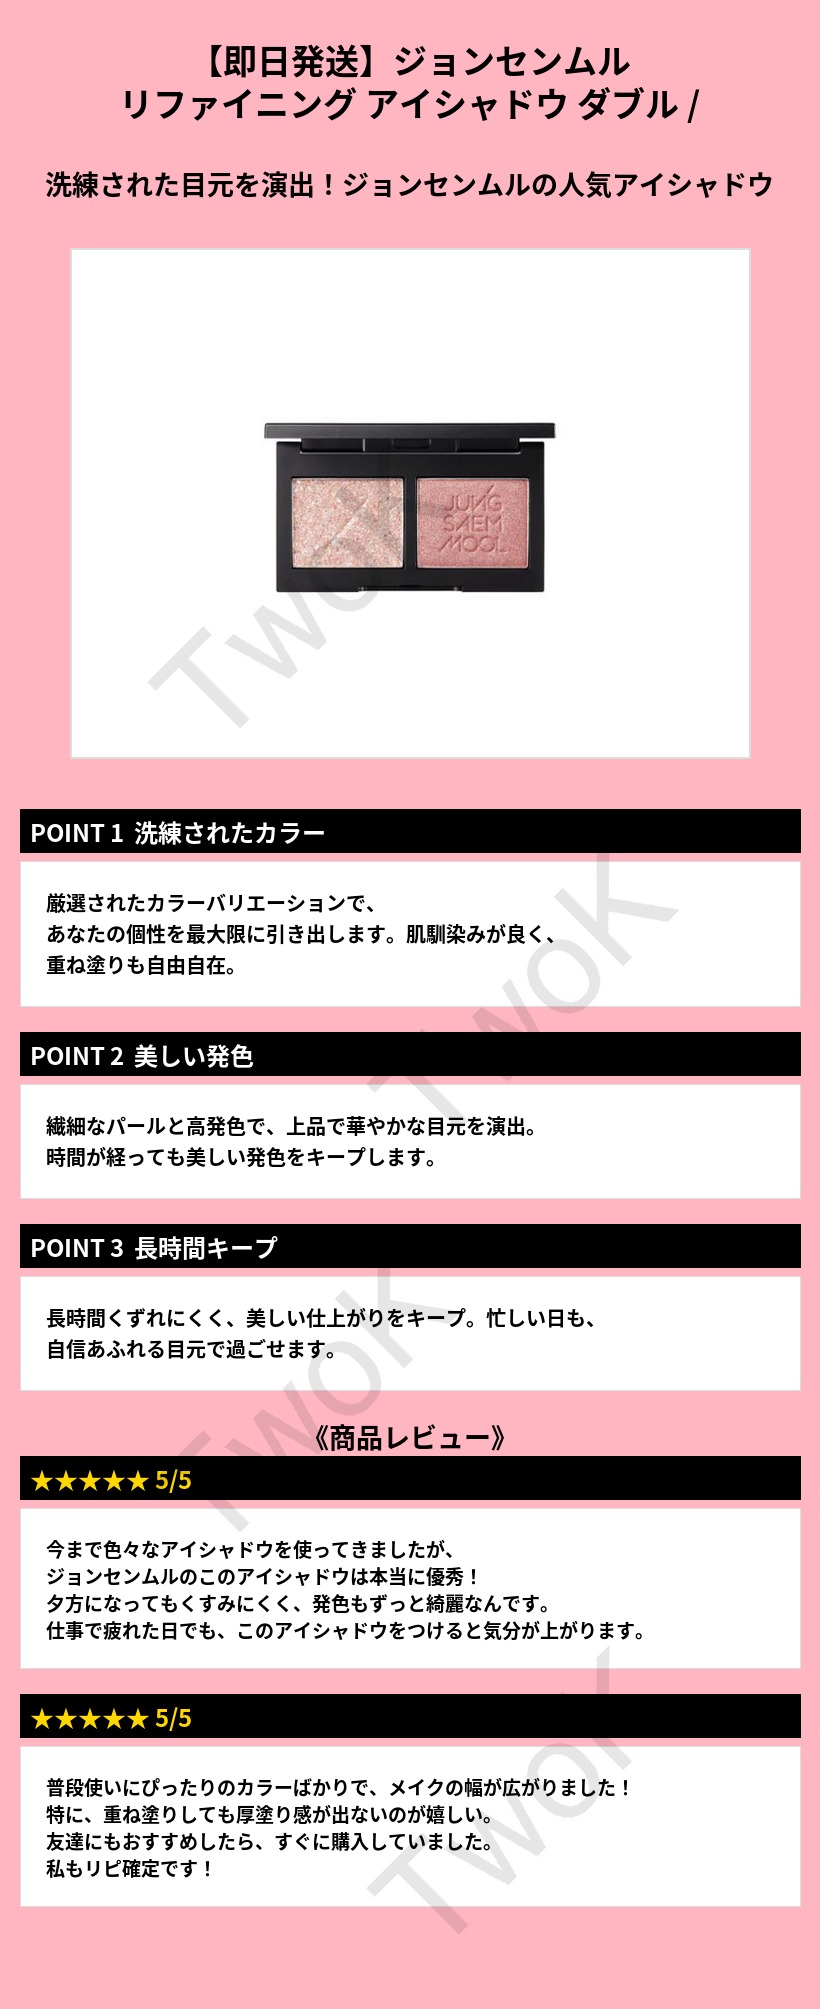 【即日発送】ジョンセンムル
リファイニング アイシャドウ ダブル /
洗練された目元を演出！ジョンセンムルの人気アイシャドウ
JUNG
SAEM
MOOL
TwoK
POINT 1 洗練されたカラー
厳選されたカラーバリエーションで、
あなたの個性を最大限に引き出します。肌馴染みが良く、
重ね塗りも自由自在。
TwoK
POINT 2 美しい発色
繊細なパールと高発色で、上品で華やかな目元を演出。
時間が経っても美しい発色をキープします。
POINT 3 長時間キープ
長時間くずれにくく、美しい仕上がりをキープ。忙しい日も、
自信あふれる目元で過ごせます。
TwoK
《商品レビュー》
★★★★★ 5/5
今まで色々なアイシャドウを使ってきましたが、
ジョンセンムルのこのアイシャドウは本当に優秀！
夕方になってもくすみにくく、発色もずっと綺麗なんです。
仕事で疲れた日でも、このアイシャドウをつけると気分が上がります。
★★★★★ 5/5
普段使いにぴったりのカラーばかりで、メイクの幅が広がりました！
特に、重ね塗りしても厚塗り感が出ないのが嬉しい。
友達にもおすすめしたら、すぐに購入していました。
私もリピ確定です！
TwoK